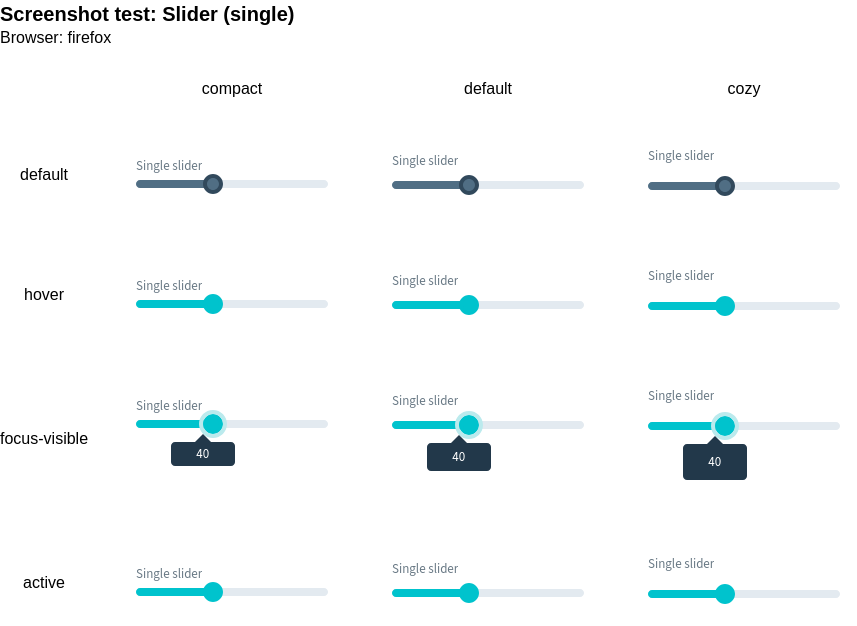 Screenshot test: Slider (single)
Browser: firefox
compact default cozy
default Single slider Single slider Single slider
hover Single slider Single slider Single slider
focus-visible Single slider Single slider Single slider
40 40 40
active Single slider Single slider Single slider